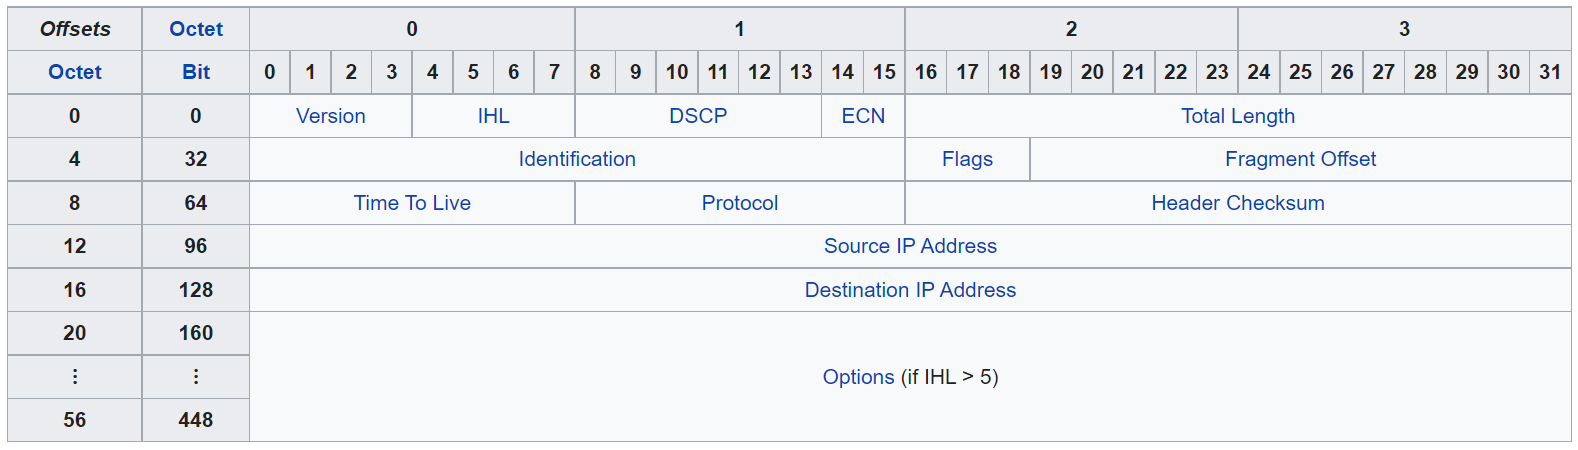 Offsets Octet 0 1 2 3
Octet Bit 0 1 2 3 4 5 6 7 8 9 10 11 12 13 14 15 16 17 18 19 20 21 22 23 24 25 26 27 28 29 30 31
0 0 Version IHL DSCP ECN Total Length
4 32 Identification Flags Fragment Offset
8 64 Time To Live Protocol Header Checksum
12 96 Source IP Address
16 128 Destination IP Address
20 160
⋮ ⋮ Options (if IHL > 5)
56 448